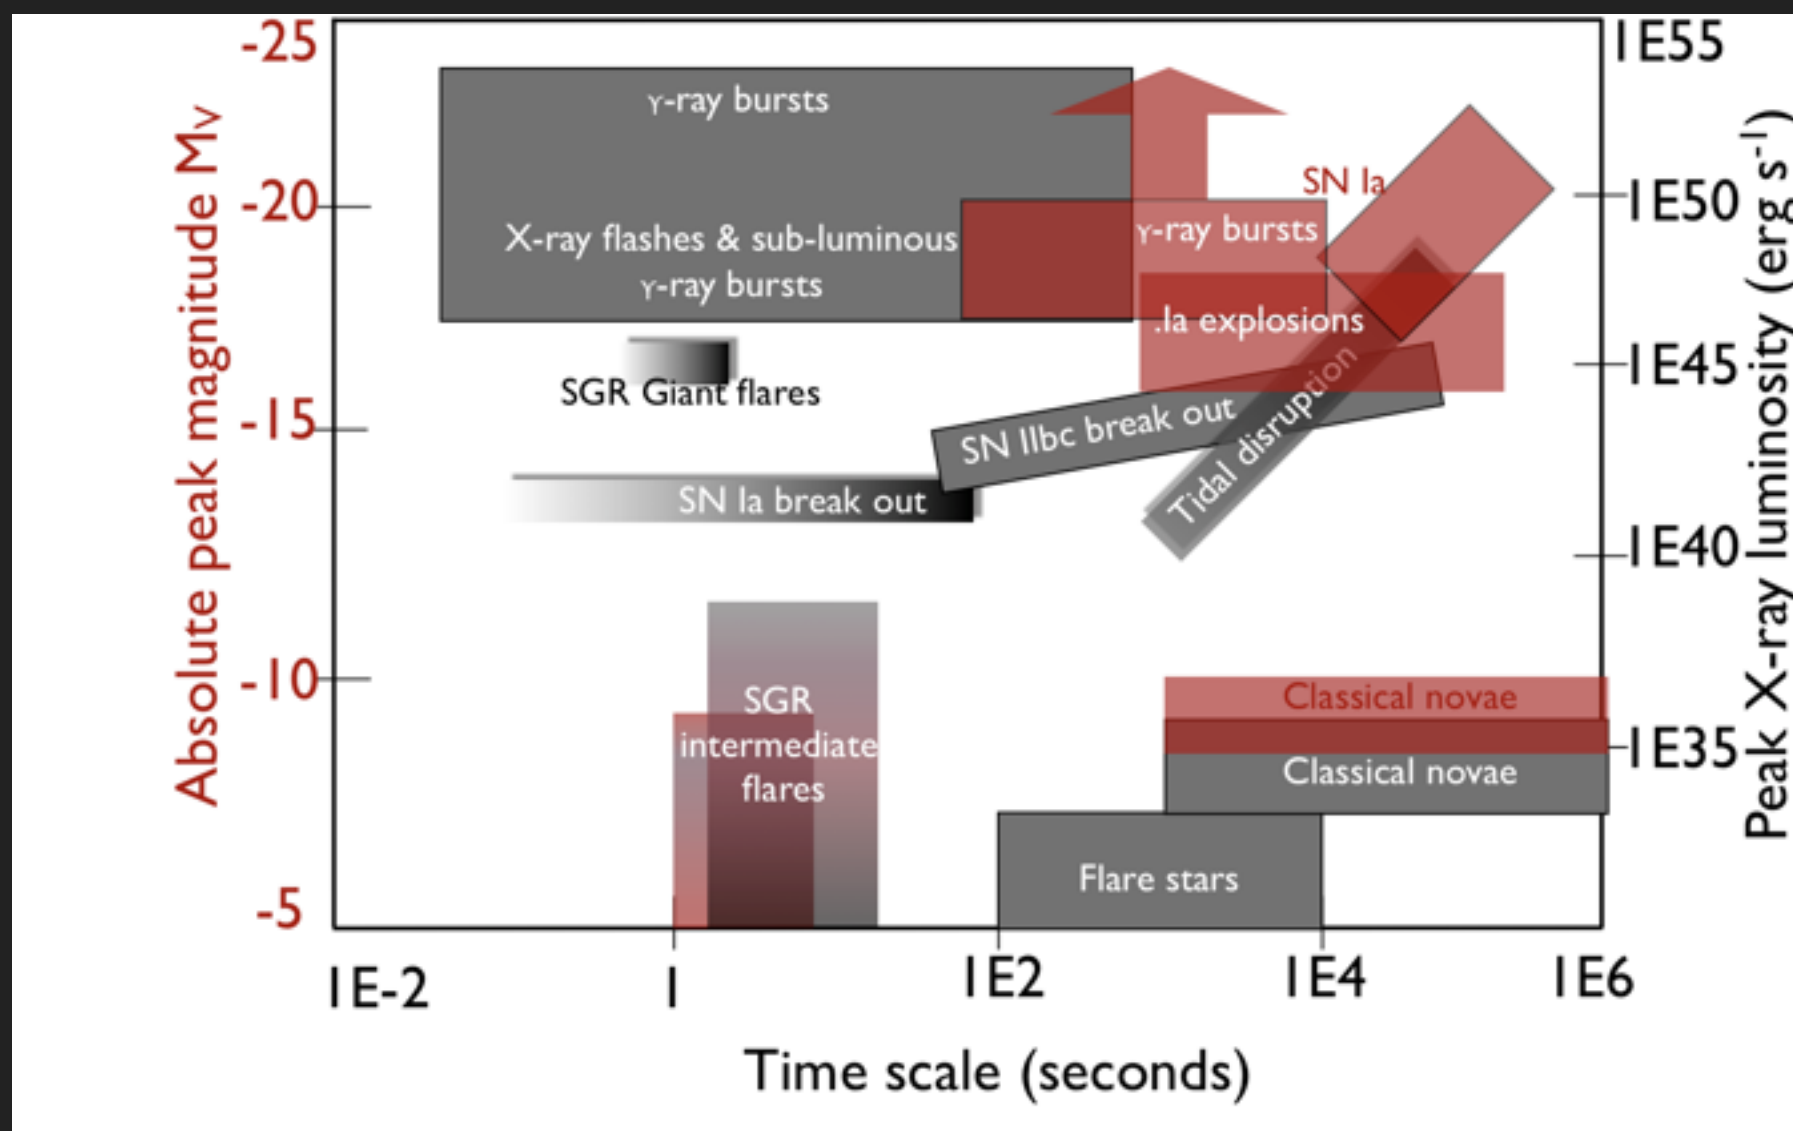 -25
-20
-15
-10
-5
Absolute peak magnitude Mv
γ-ray bursts
X-ray flashes & sub-luminous
γ-ray bursts
SGR Giant flares
SN Ia break out
SN Ia
γ-ray bursts
.Ia explosions
SN IIbc break out
Tidal disruption
SGR
intermediate
flares
Classical novae
Classical novae
Flare stars
1E55
1E50
1E45
1E40
1E35
Peak X-ray luminosity (erg s-1)
1E-2
1
1E2
1E4
1E6
Time scale (seconds)